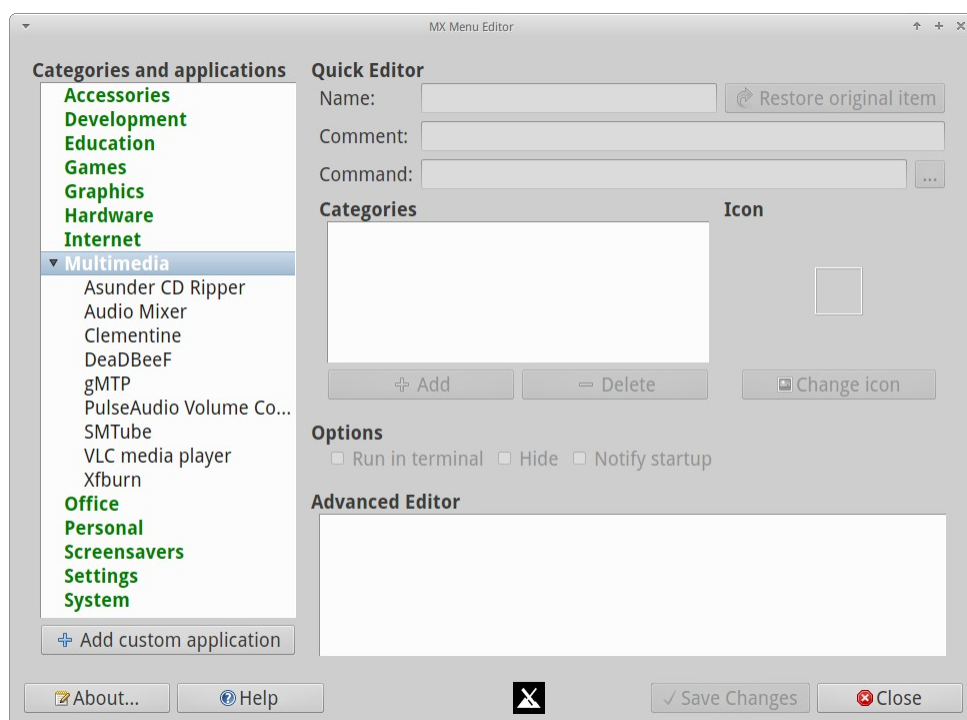 MX Menu Editor
Categories and applications
Accessories
Development
Education
Games
Graphics
Hardware
Internet
Multimedia
Asunder CD Ripper
Audio Mixer
Clementine
DeaDBeeF
gMTP
PulseAudio Volume Co...
SMTube
VLC media player
Xfburn
Office
Personal
Screensavers
Settings
System
Add custom application
Quick Editor
Name:
Restore original item
Comment:
Command:
...
Categories
Icon
Add
Delete
Change icon
Options
Run in terminal
Hide
Notify startup
Advanced Editor
About...
Help
X
Save Changes
Close